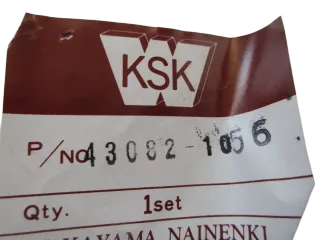 W
KSK
P/NO 43082-1056
Qty. 1set
KAYAMA NAINENKI